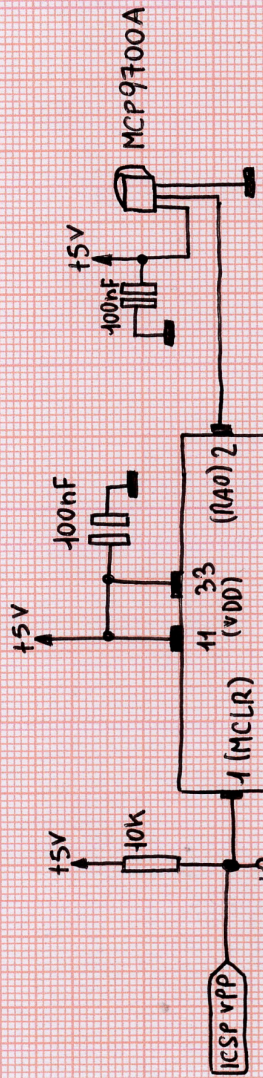 +5V
10k
ICSP vPP
1 (MCLR)
+5V
100nF
11 33
(vDD)
(RA0) 2
+5V
100nF
MCP9700A